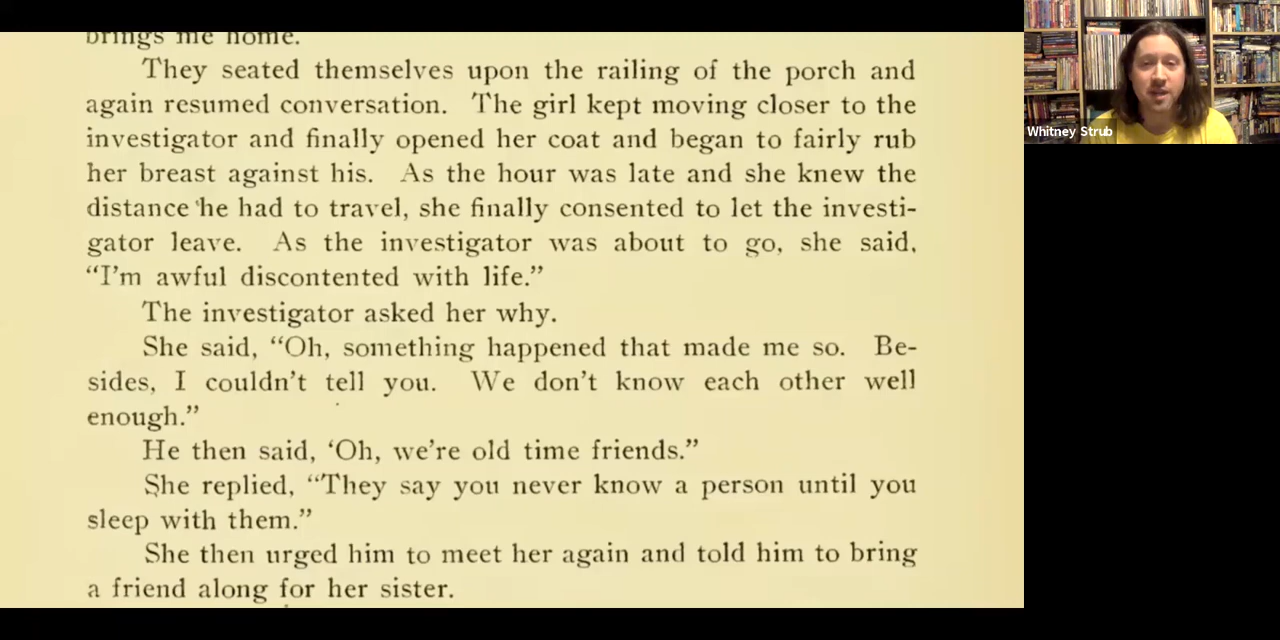 brings me home.
They seated themselves upon the railing of the porch and
again resumed conversation. The girl kept moving closer to the
investigator and finally opened her coat and began to fairly rub
her breast against his. As the hour was late and she knew the
distance he had to travel, she finally consented to let the investi-
gator leave. As the investigator was about to go, she said,
“I’m awful discontented with life.”
The investigator asked her why.
She said, “Oh, something happened that made me so. Be-
sides, I couldn’t tell you. We don’t know each other well
enough.”
He then said, ‘Oh, we’re old time friends.”
She replied, “They say you never know a person until you
sleep with them.”
She then urged him to meet her again and told him to bring
a friend along for her sister.
Whitney Strub